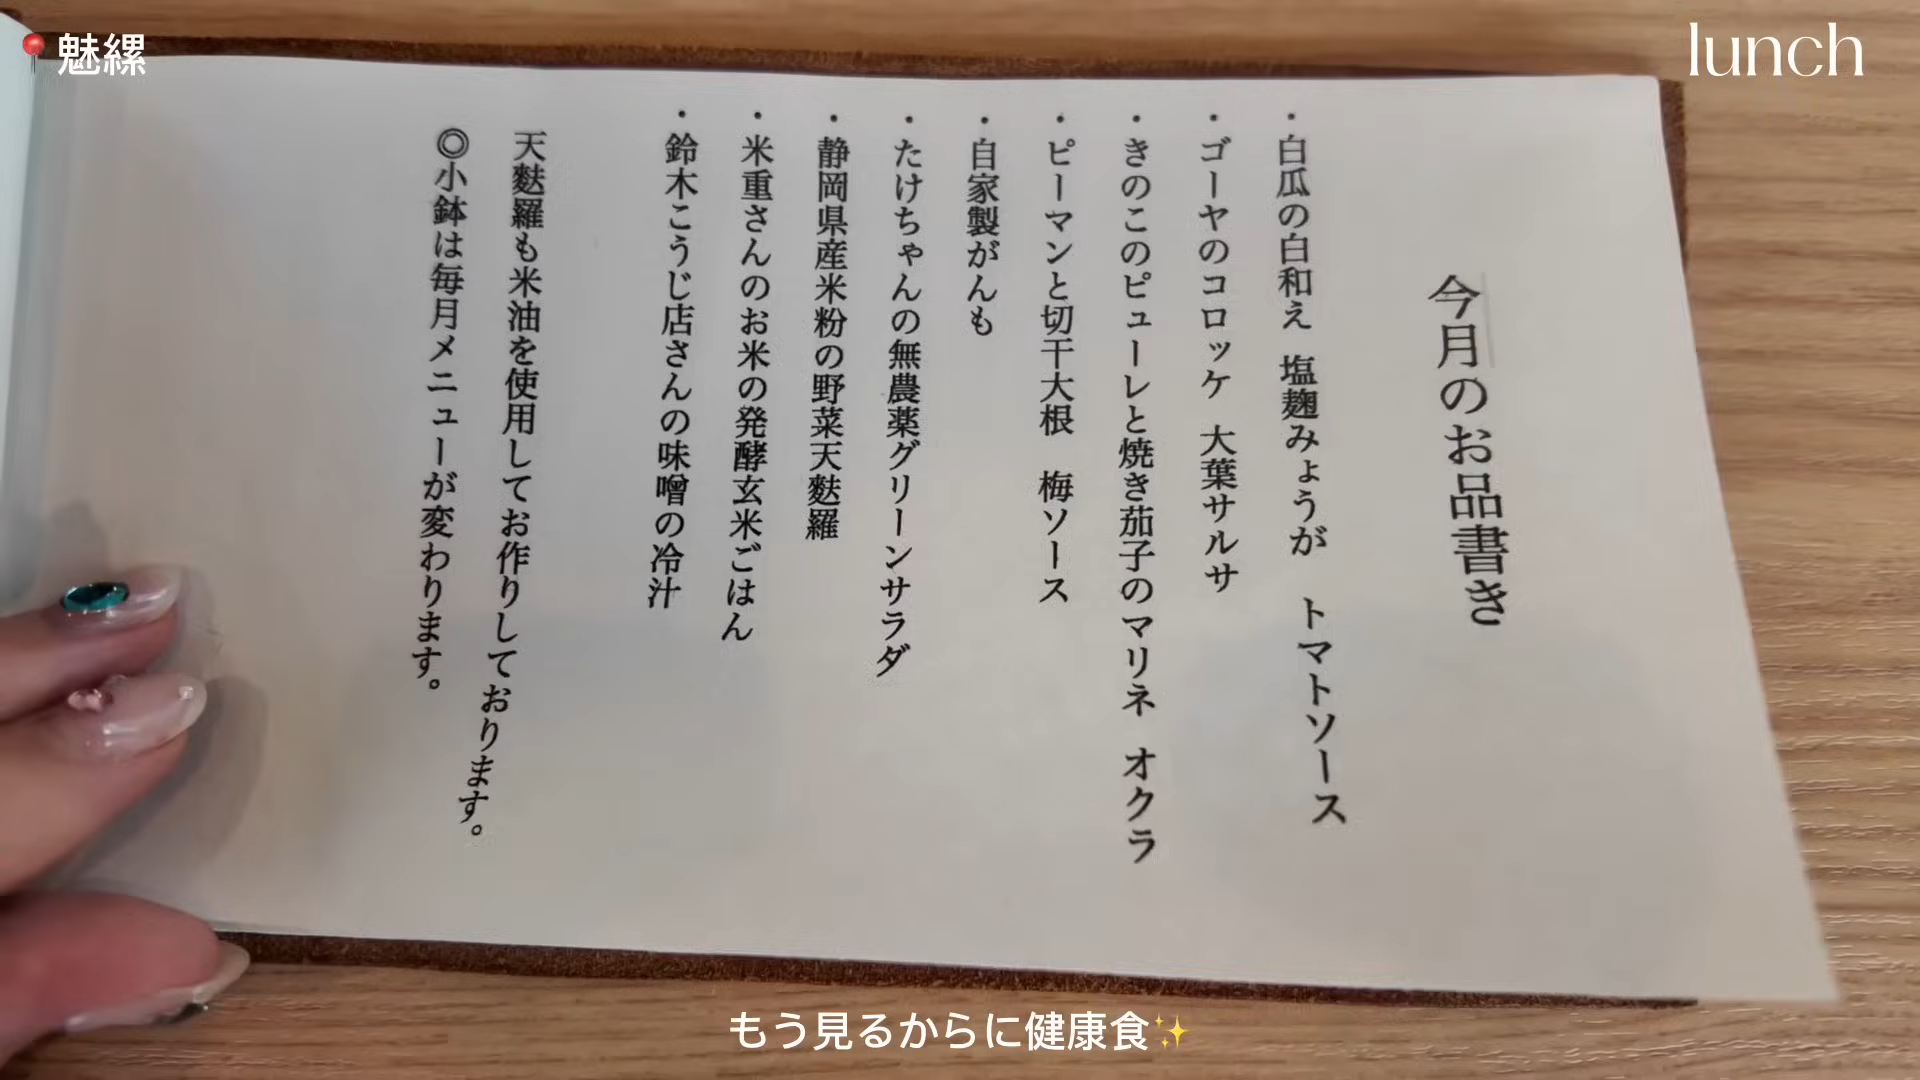 📍魅縲
lunch
今月のお品書き
・白瓜の白和え 塩麹みょうが トマトソース
・ゴーヤのコロッケ 大葉サルサ
・きのこのピューレと焼き茄子のマリネ オクラ
・ピーマンと切干大根 梅ソース
・自家製がんも
・たけちゃんの無農薬グリーンサラダ
・静岡県産米粉の野菜天麩羅
・米重さんのお米の発酵玄米ごはん
・鈴木こうじ店さんの味噌の冷汁
天麩羅も米油を使用してお作りしております。
◎小鉢は毎月メニューが変わります。
もう見るからに健康食✨